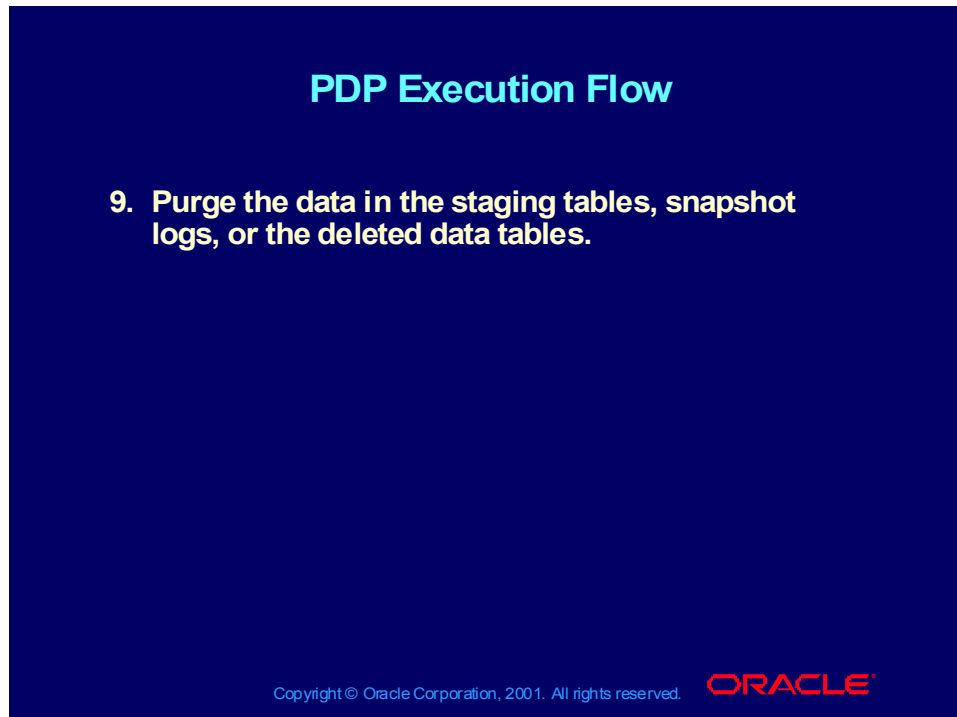 PDP Execution Flow
9. Purge the data in the staging tables, snapshot
logs, or the deleted data tables.
Copyright © Oracle Corporation, 2001. All rights reserved.
ORACLE®